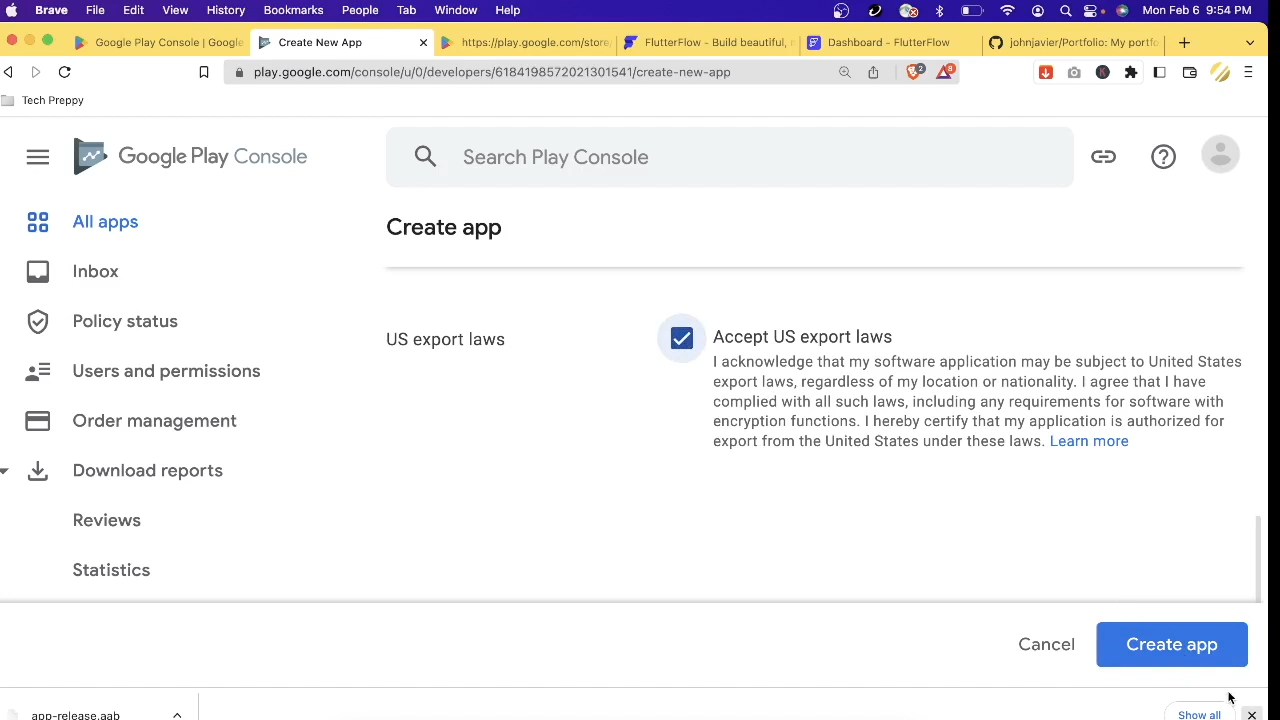 Brave File Edit View History Bookmarks People Tab Window Help Mon Feb 6 9:54 PM
Google Play Console | Google Create New App https://play.google.com/store FlutterFlow - Build beautiful, Dashboard - FlutterFlow johnjavier/Portfolio: My portfo
play.google.com/console/u/0/developers/6184198572021301541/create-new-app 2 8
Tech Preppy
Google Play Console
Search Play Console
All apps
Inbox
Policy status
Users and permissions
Order management
Download reports
Reviews
Statistics
Create app
US export laws
Accept US export laws
I acknowledge that my software application may be subject to United States
export laws, regardless of my location or nationality. I agree that I have
complied with all such laws, including any requirements for software with
encryption functions. I hereby certify that my application is authorized for
export from the United States under these laws. Learn more
Cancel Create app
app-release.aab Show all